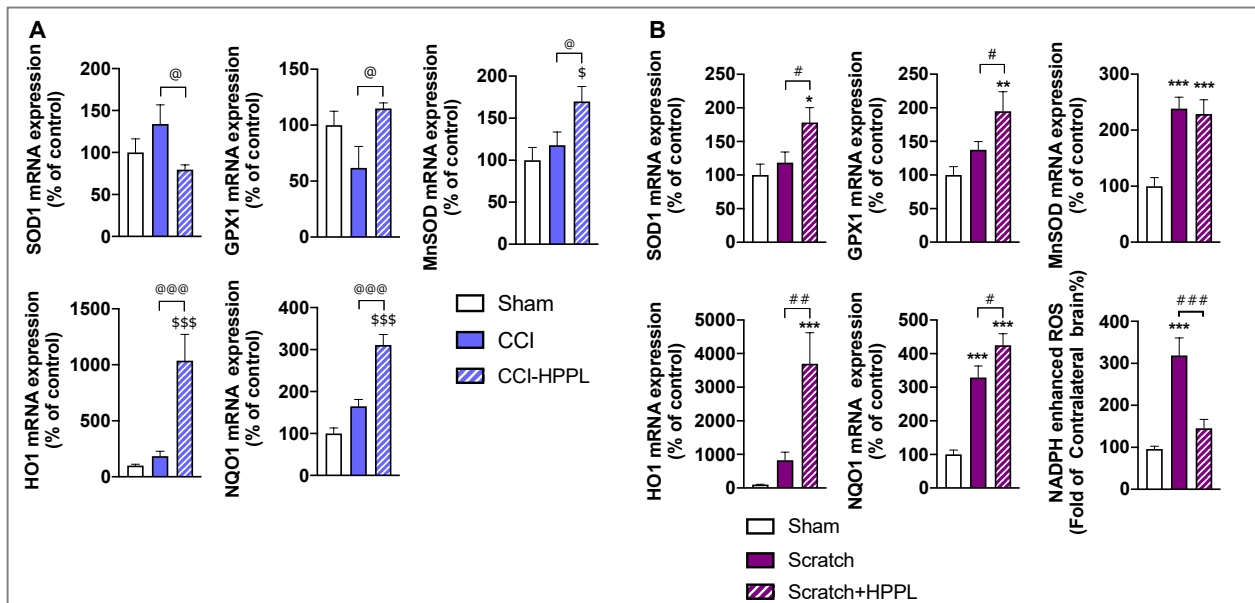 A
SOD1 mRNA expression
(% of control)
200
150
100
50
0
@
GPX1 mRNA expression
(% of control)
150
100
50
0
@
MnSOD mRNA expression
(% of control)
200
150
100
50
0
@
$
HO1 mRNA expression
(% of control)
1500
1000
500
0
@@@
$$$
NQO1 mRNA expression
(% of control)
400
300
200
100
0
@@@
$$$
Sham
CCI
CCI-HPPL
B
SOD1 mRNA expression
(% of control)
250
200
150
100
50
0
#
*
GPX1 mRNA expression
(% of control)
250
200
150
100
50
0
#
**
MnSOD mRNA expression
(% of control)
300
200
100
0
*** ***
HO1 mRNA expression
(% of control)
5000
4000
3000
2000
1000
0
##
***
NQO1 mRNA expression
(% of control)
500
400
300
200
100
0
#
*** ***
NADPH enhanced ROS
(Fold of Contralateral brain%)
400
300
200
100
0
###
***
Sham
Scratch
Scratch+HPPL